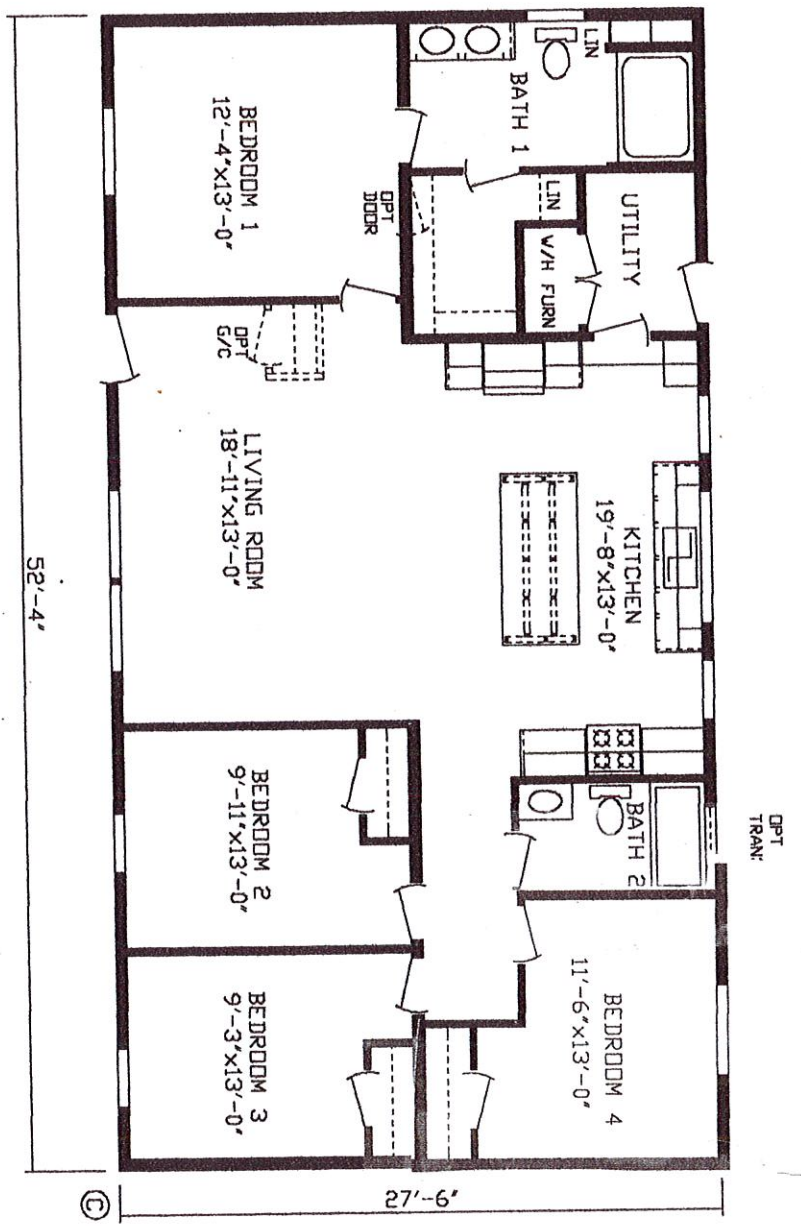 LIN
BATH 1
BEDROOM 1
12'-4"x13'-0"
OPT
DOOR
LIN
UTILITY
W/H FURN
OPT
G/C
LIVING ROOM
18'-11"x13'-0"
KITCHEN
19'-8"x13'-0"
OPT
TRAN:
BATH 2
BEDROOM 2
9'-11"x13'-0"
BEDROOM 3
9'-3"x13'-0"
BEDROOM 4
11'-6"x13'-0"
52'-4"
27'-6"
©